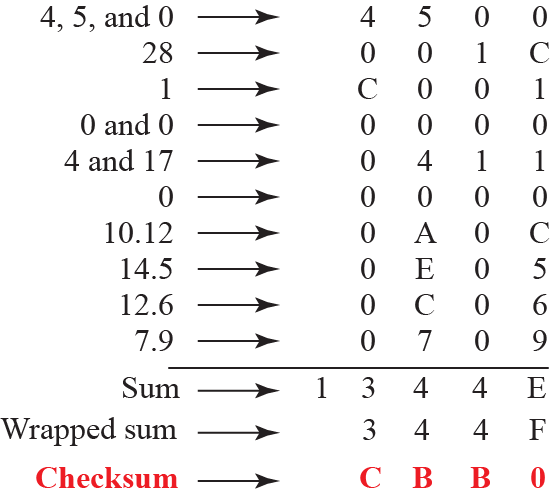 4, 5, and 0 4 5 0 0
28 0 0 1 C
1 C 0 0 1
0 and 0 0 0 0 0
4 and 17 0 4 1 1
0 0 0 0 0
10.12 0 A 0 C
14.5 0 E 0 5
12.6 0 C 0 6
7.9 0 7 0 9
Sum 1 3 4 4 E
Wrapped sum 3 4 4 F
Checksum C B B 0